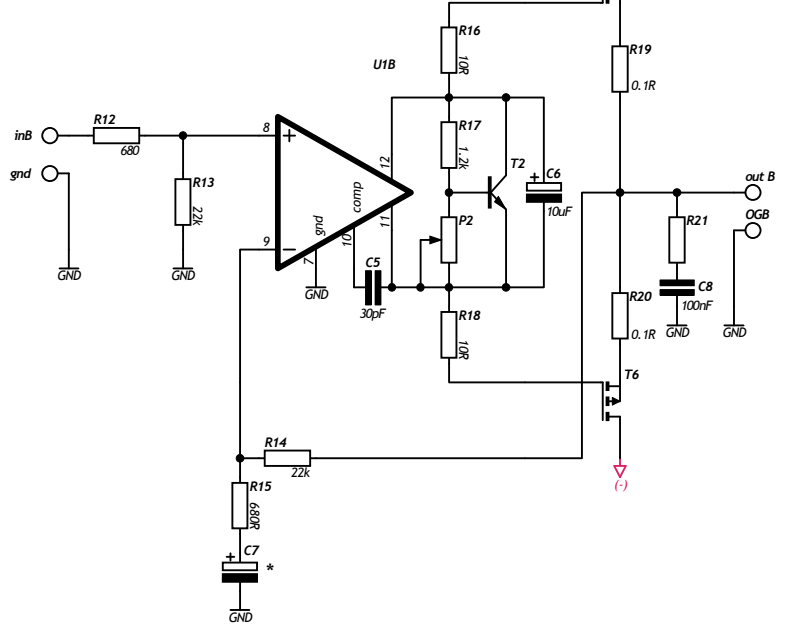 R16
10R
R19
0.1R
U1B
R12
680
inB
8
+
R17
1.2k
12
T2
+
C6
10uF
gnd
R13
22k
comp
P2
out B
OGB
R21
11
gnd
10
9
−
7
GND
GND
C5
30pF
GND
R18
10R
R20
0.1R
C8
100nF
GND
GND
T6
R14
22k
(-)
R15
680R
+
C7
*
GND